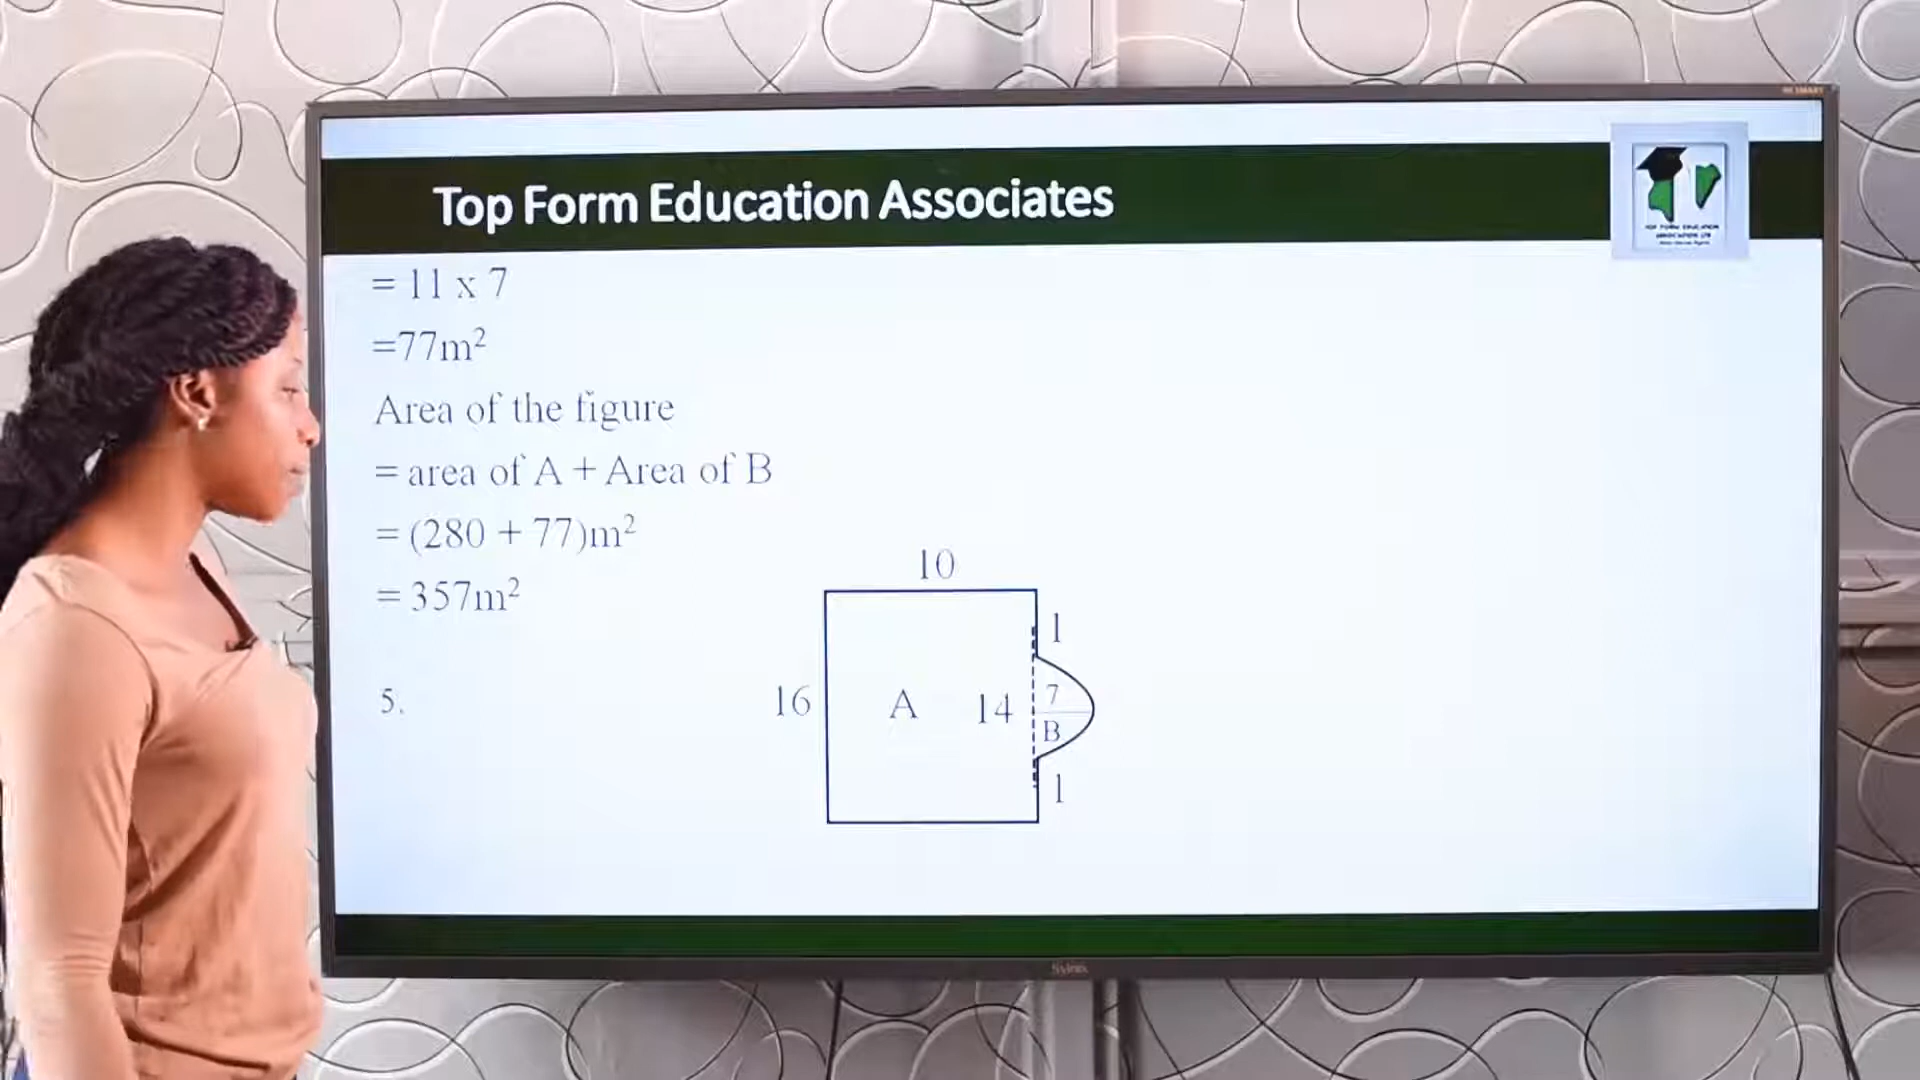 Top Form Education Associates
= 11 x 7
=77m²
Area of the figure
= area of A + Area of B
= (280 + 77)m²
= 357m²
10
1
5.
16
A
14
7
B
1